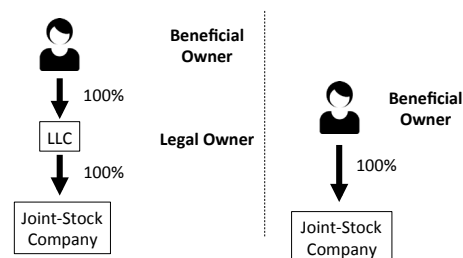 Beneficial
Owner
100%
LLC
Legal Owner
100%
Joint-Stock
Company
Beneficial
Owner
100%
Joint-Stock
Company